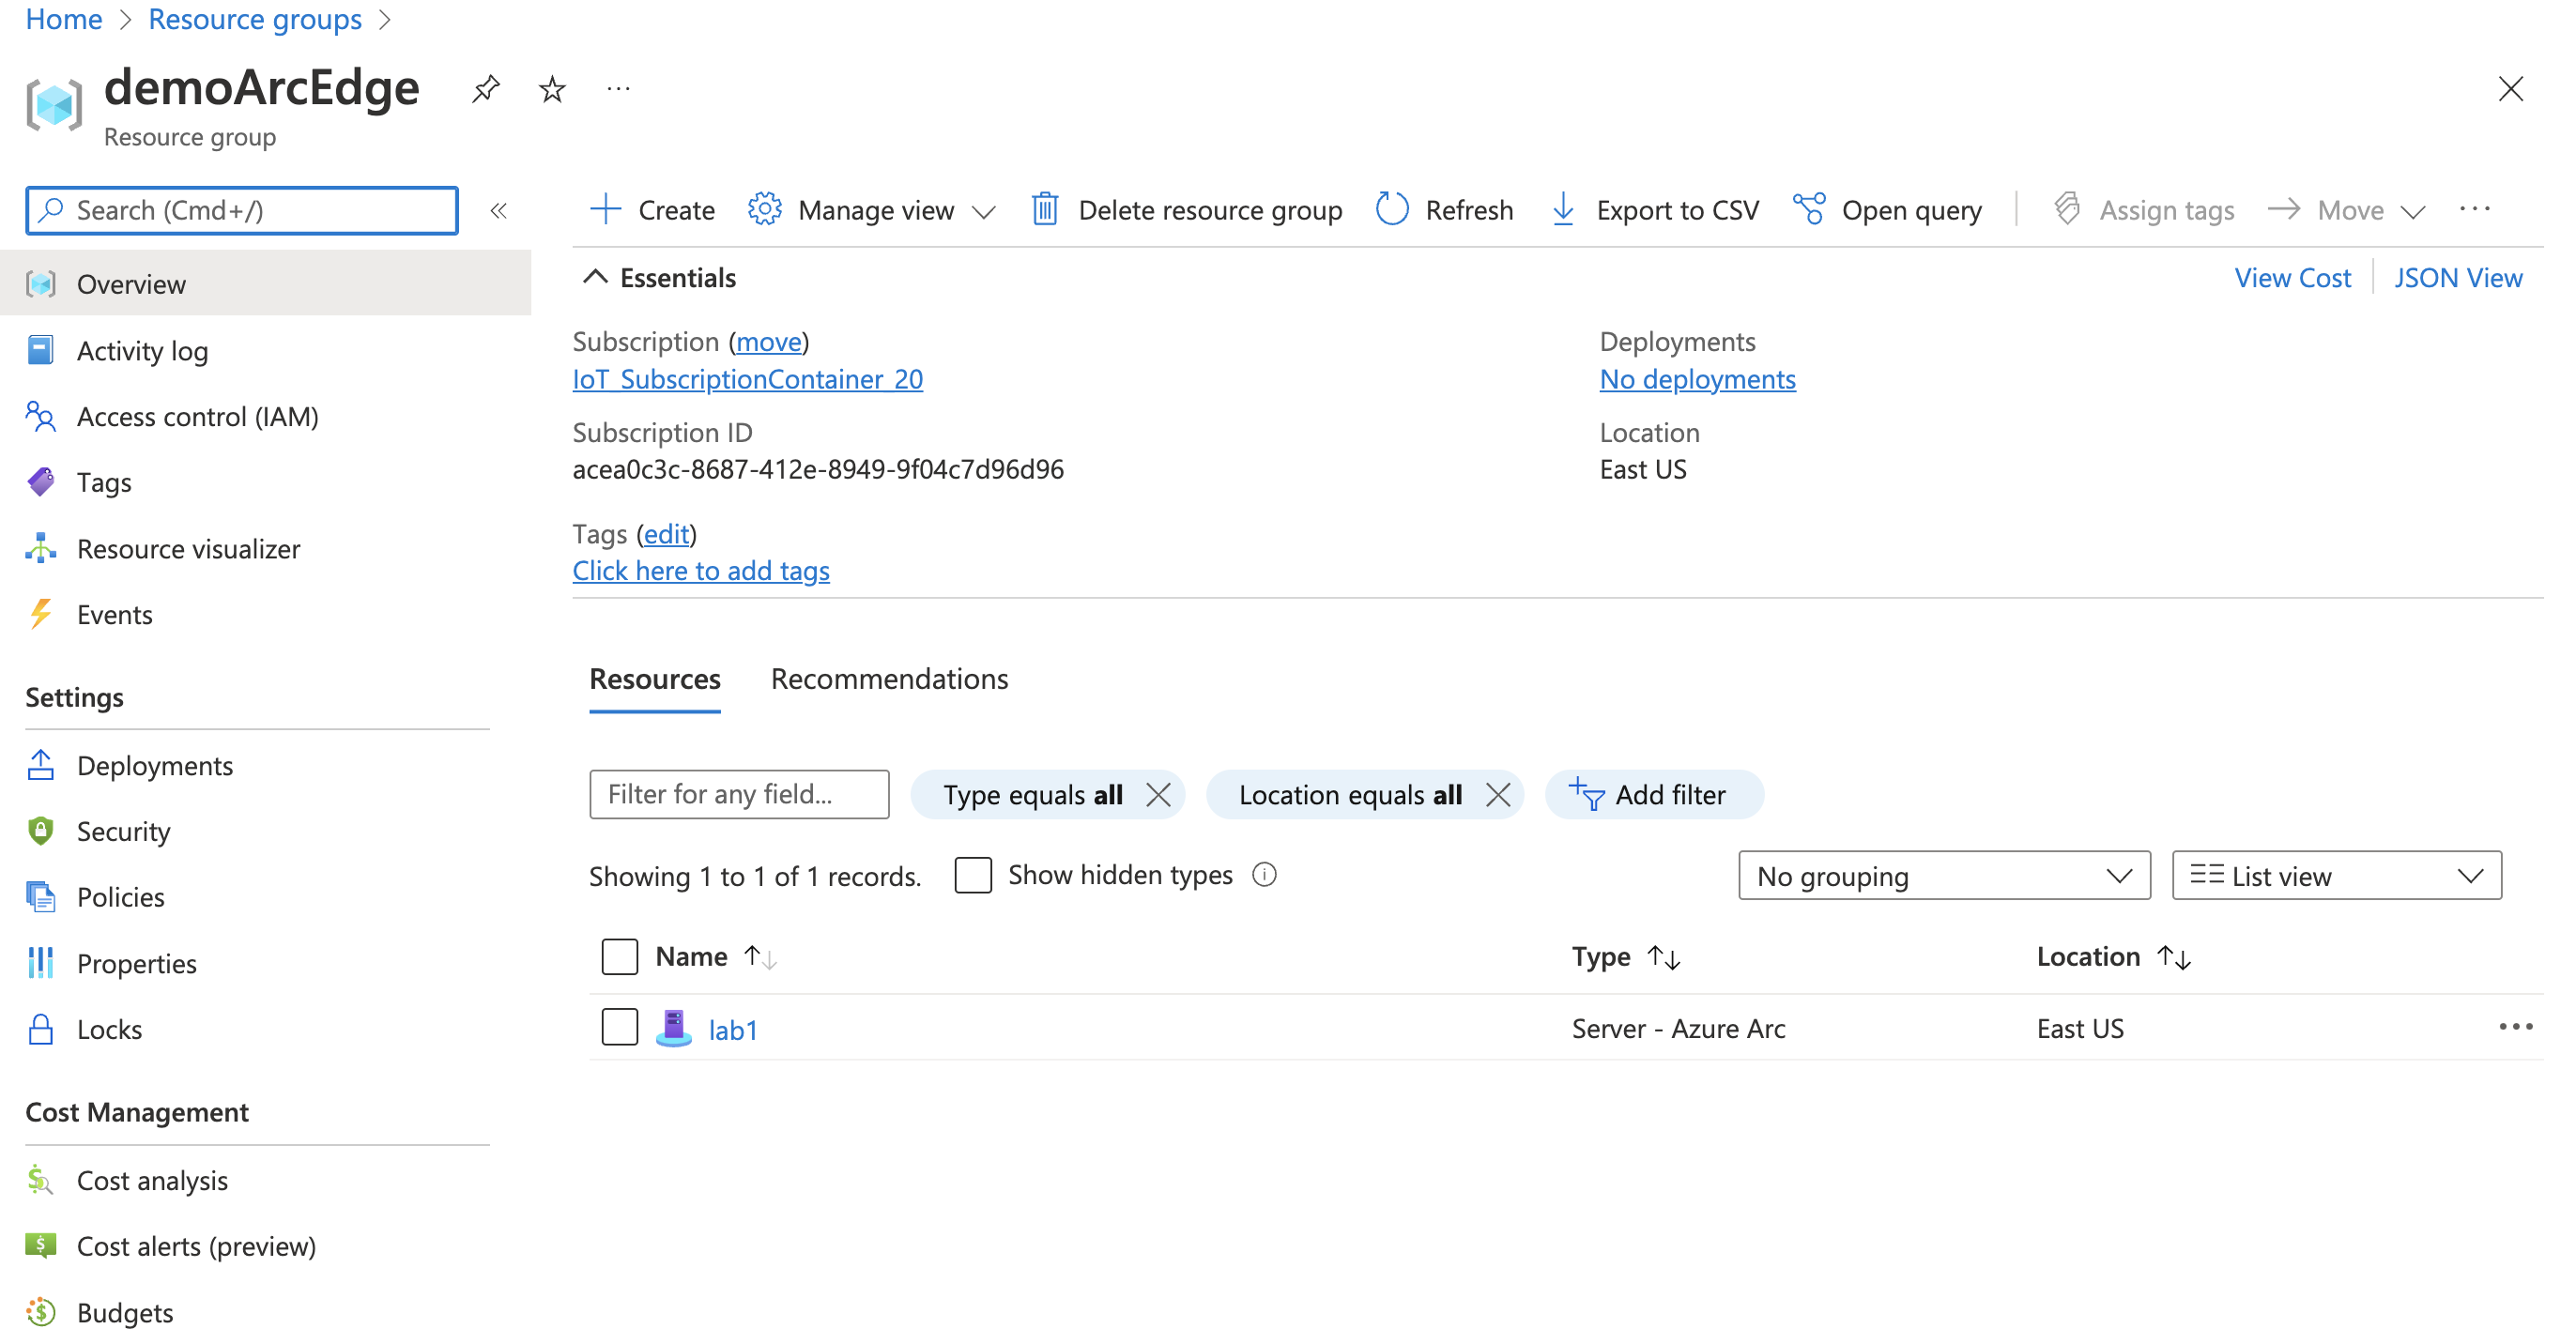 Home > Resource groups >
demoArcEdge ...
Resource group
Search (Cmd+/) «
Create Manage view Delete resource group Refresh Export to CSV Open query Assign tags Move ...
Overview
Activity log
Access control (IAM)
Tags
Resource visualizer
Events
Settings
Deployments
Security
Policies
Properties
Locks
Cost Management
Cost analysis
Cost alerts (preview)
Budgets
Essentials
View Cost JSON View
Subscription (move)
IoT_SubscriptionContainer_20
Subscription ID
acea0c3c-8687-412e-8949-9f04c7d96d96
Tags (edit)
Click here to add tags
Deployments
No deployments
Location
East US
Resources Recommendations
Filter for any field... Type equals all Location equals all Add filter
Showing 1 to 1 of 1 records. Show hidden types No grouping List view
Name Type Location
lab1 Server - Azure Arc East US ...